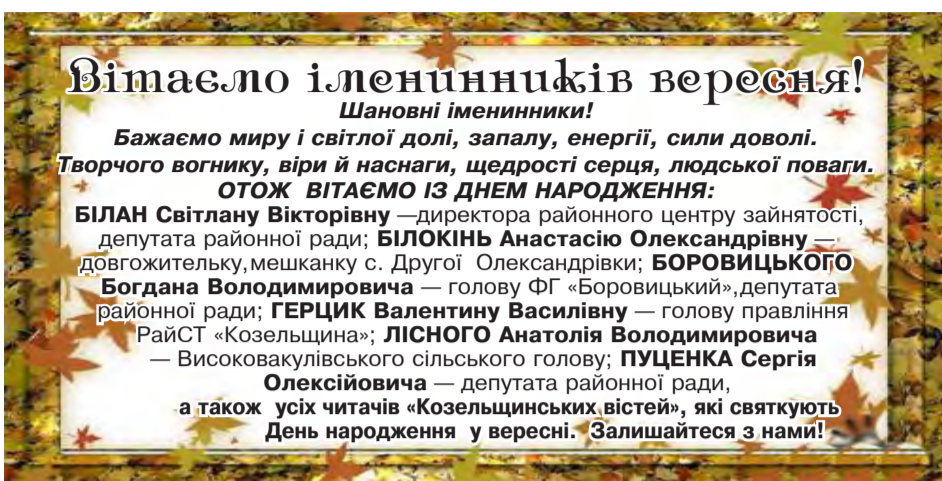 Вітаємо іменинників вересня!
Шановні іменинники!
Бажаємо миру і світлої долі, запалу, енергії, сили доволі.
Творчого вогнику, віри й наснаги, щедрості серця, людської поваги.
ОТОЖ ВІТАЄМО ІЗ ДНЕМ НАРОДЖЕННЯ:
БІЛАН Світлану Вікторівну —директора районного центру зайнятості,
депутата районної ради; БІЛОКІНЬ Анастасію Олександрівну —
довгожительку,мешканку с. Другої Олександрівки; БОРОВИЦЬКОГО
Богдана Володимировича — голову ФГ «Боровицький»,депутата
районної ради; ГЕРЦИК Валентину Василівну — голову правління
РайСТ «Козельщина»; ЛІСНОГО Анатолія Володимировича
— Високовакулівського сільського голову; ПУЦЕНКА Сергія
Олексійовича — депутата районної ради,
а також усіх читачів «Козельщинських вістей», які святкують
День народження у вересні. Залишайтеся з нами!